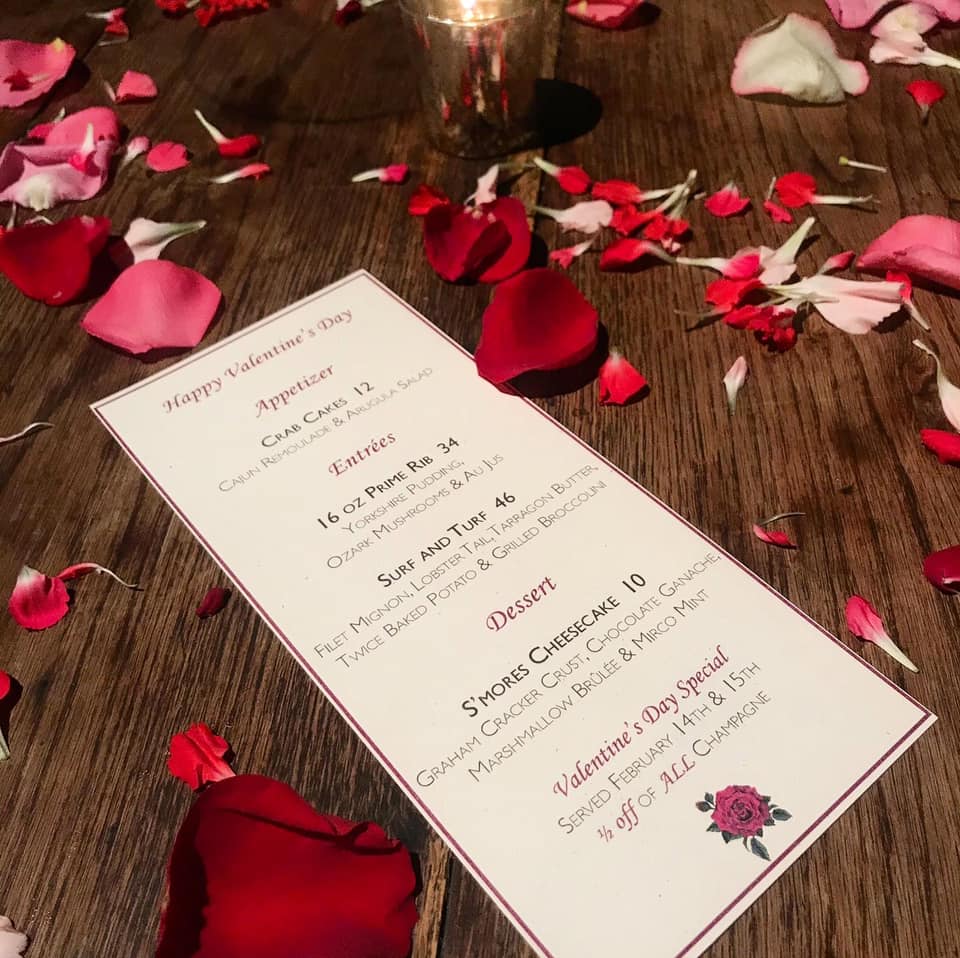 Happy Valentine's Day
Appetizer
Crab Cakes 12
Cajun Remoulade & Arugula Salad
Entrées
16 oz Prime Rib 34
Yorkshire Pudding,
Ozark Mushrooms & Au Jus
Surf and Turf 46
Filet Mignon, Lobster Tail, Tarragon Butter,
Twice Baked Potato & Grilled Broccolini
Dessert
S'mores Cheesecake 10
Graham Cracker Crust, Chocolate Ganache,
Marshmallow Brûlée & Mirco Mint
Valentine's Day Special
Served February 14th & 15th
½ off of ALL Champagne